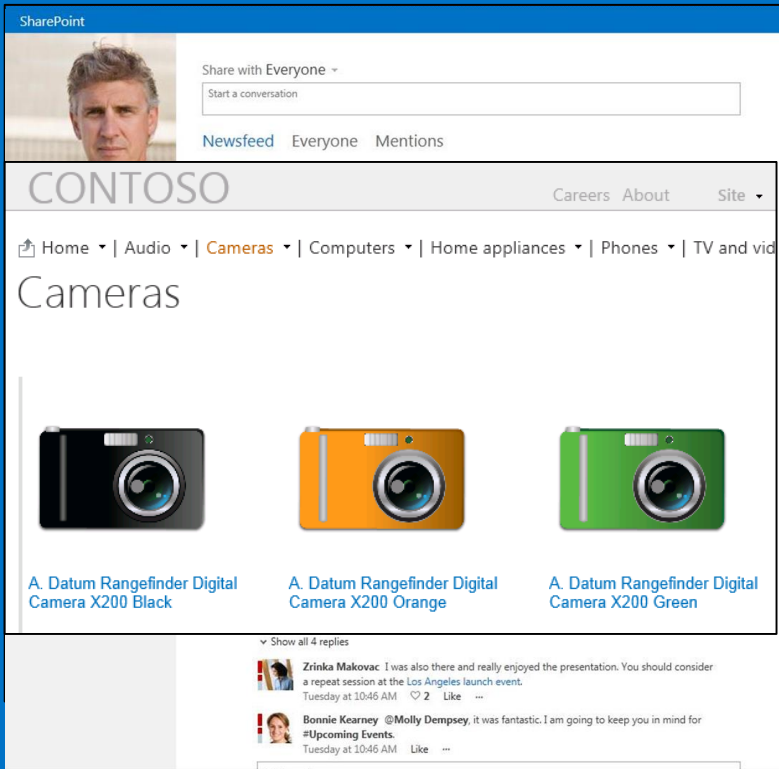 SharePoint
Share with Everyone
Start a conversation
Newsfeed Everyone Mentions
CONTOSO
Careers About Site
Home | Audio | Cameras | Computers | Home appliances | Phones | TV and vid
Cameras
A. Datum Rangefinder Digital
Camera X200 Black
A. Datum Rangefinder Digital
Camera X200 Orange
A. Datum Rangefinder Digital
Camera X200 Green
Show all 4 replies
Zrinka Makovac I was also there and really enjoyed the presentation. You should consider
a repeat session at the Los Angeles launch event.
Tuesday at 10:46 AM 2 Like ...
Bonnie Kearney @Molly Dempsey, it was fantastic. I am going to keep you in mind for
#Upcoming Events.
Tuesday at 10:46 AM Like ...